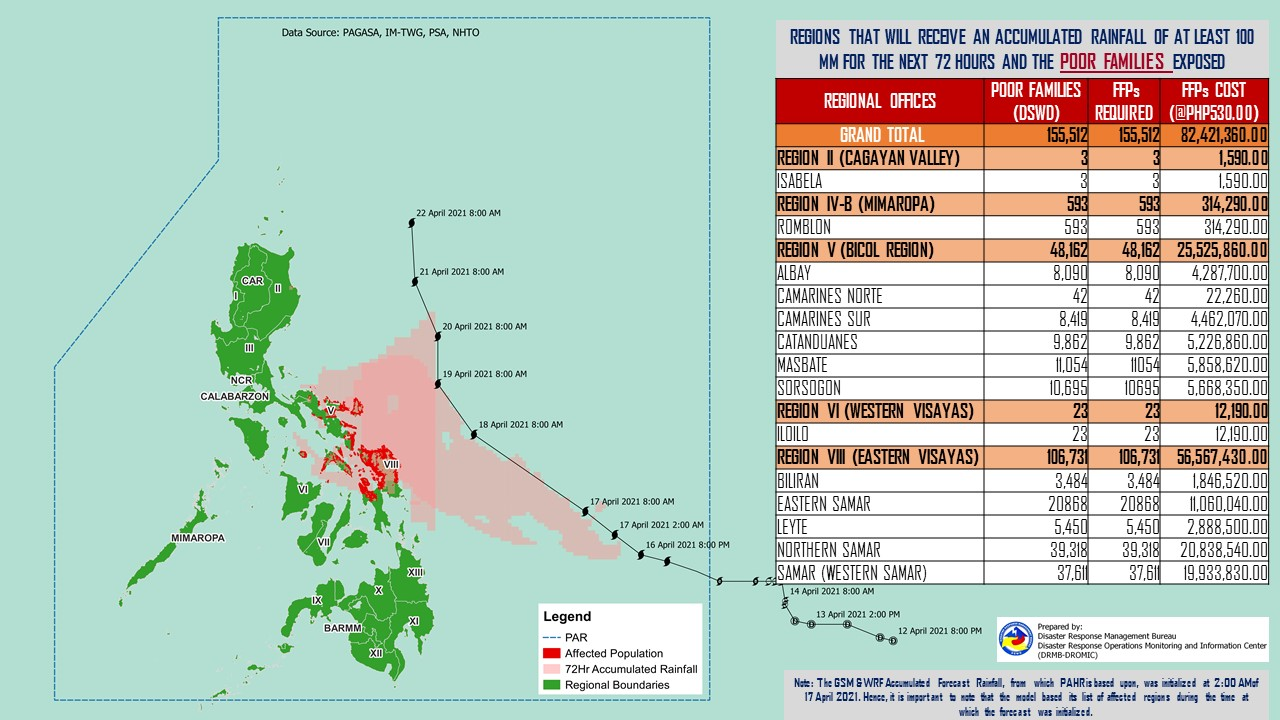 Data Source: PAGASA, IM-TWG, PSA, NHTO
REGIONS THAT WILL RECEIVE AN ACCUMULATED RAINFALL OF AT LEAST 100
MM FOR THE NEXT 72 HOURS AND THE POOR FAMILIES EXPOSED
REGIONAL OFFICES POOR FAMILIES (DSWD) FFPs REQUIRED FFPs COST (@PHP530.00)
GRAND TOTAL 155,512 155,512 82,421,360.00
REGION II (CAGAYAN VALLEY) 3 3 1,590.00
ISABELA 3 3 1,590.00
REGION IV-B (MIMAROPA) 593 593 314,290.00
ROMBLON 593 593 314,290.00
REGION V (BICOL REGION) 48,162 48,162 25,525,860.00
ALBAY 8,090 8,090 4,287,700.00
CAMARINES NORTE 42 42 22,260.00
CAMARINES SUR 8,419 8,419 4,462,070.00
CATANDUANES 9,862 9,862 5,226,860.00
MASBATE 11,054 11054 5,858,620.00
SORSOGON 10,695 10695 5,668,350.00
REGION VI (WESTERN VISAYAS) 23 23 12,190.00
ILOILO 23 23 12,190.00
REGION VIII (EASTERN VISAYAS) 106,731 106,731 56,567,430.00
BILIRAN 3,484 3,484 1,846,520.00
EASTERN SAMAR 20868 20868 11,060,040.00
LEYTE 5,450 5,450 2,888,500.00
NORTHERN SAMAR 39,318 39,318 20,838,540.00
SAMAR (WESTERN SAMAR) 37,611 37,611 19,933,830.00
22 April 2021 8:00 AM
21 April 2021 8:00 AM
20 April 2021 8:00 AM
19 April 2021 8:00 AM
18 April 2021 8:00 AM
17 April 2021 8:00 AM
17 April 2021 2:00 AM
16 April 2021 8:00 PM
14 April 2021 8:00 AM
13 April 2021 2:00 PM
12 April 2021 8:00 PM
CAR
I
II
III
NCR
CALABARZON
V
VIII
VI
VII
MIMAROPA
XIII
X
IX
XI
BARMM
XII
Legend
PAR
Affected Population
72Hr Accumulated Rainfall
Regional Boundaries
Prepared by:
Disaster Response Management Bureau
Disaster Response Operations Monitoring and Information Center
(DRMB-DROMIC)
Note: The GSM & WRF Accumulated Forecast Rainfall, from which PAHR is based upon, was initialized at 2:00 AM of
17 April 2021. Hence, it is important to note that the model based its list of affected regions during the time at
which the forecast was initialized.